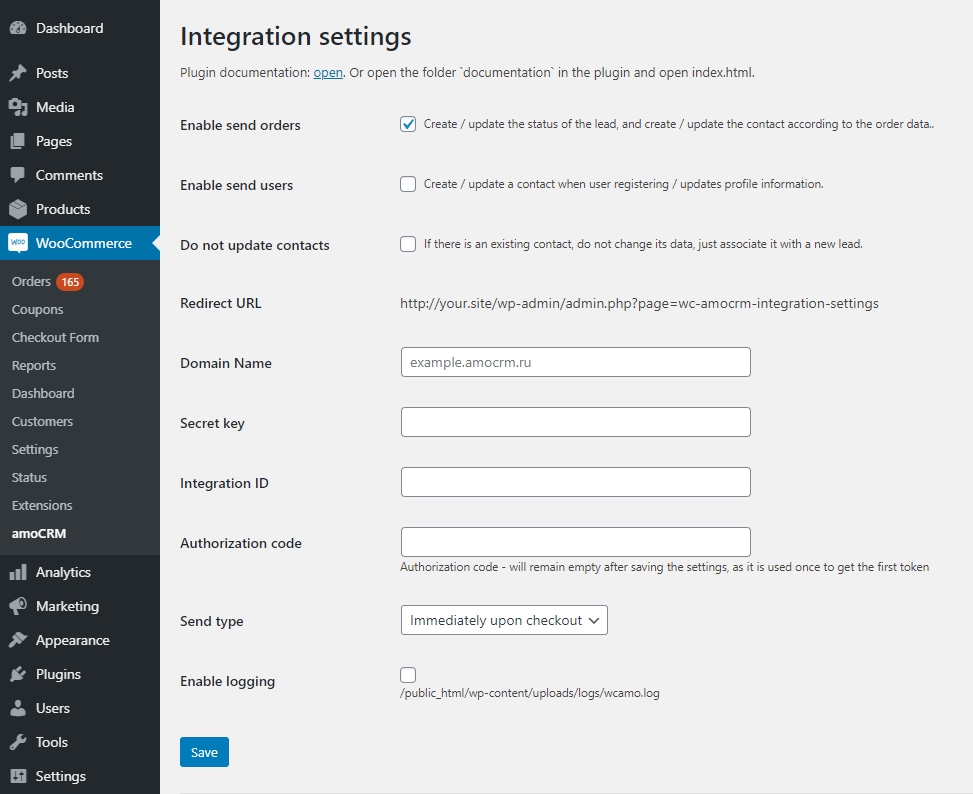 Dashboard
Posts
Media
Pages
Comments
Products
Woo WooCommerce
Orders 165
Coupons
Checkout Form
Reports
Dashboard
Customers
Settings
Status
Extensions
amoCRM
Analytics
Marketing
Appearance
Plugins
Users
Tools
Settings
Integration settings
Plugin documentation: open. Or open the folder `documentation` in the plugin and open index.html.
Enable send orders Create / update the status of the lead, and create / update the contact according to the order data..
Enable send users Create / update a contact when user registering / updates profile information.
Do not update contacts If there is an existing contact, do not change its data, just associate it with a new lead.
Redirect URL http://your.site/wp-admin/admin.php?page=wc-amocrm-integration-settings
Domain Name example.amocrm.ru
Secret key
Integration ID
Authorization code
Authorization code - will remain empty after saving the settings, as it is used once to get the first token
Send type Immediately upon checkout
Enable logging
/public_html/wp-content/uploads/logs/wcamo.log
Save